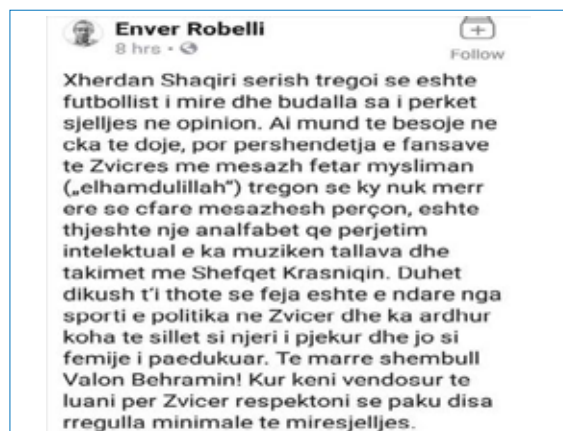 Enver Robelli
8 hrs •
Follow
Xherdan Shaqiri serish tregoi se eshte
futbollist i mire dhe budalla sa i perket
sjelljes ne opinion. Ai mund te besoje ne
cka te doje, por pershendetja e fansave
te Zvicres me mesazh fetar mysliman
(„elhamdulillah“) tregon se ky nuk merr
ere se cfare mesazhesh perçon, eshte
thjeshte nje analfabet qe perjetim
intelektual e ka muziken tallava dhe
takimet me Shefqet Krasniqin. Duhet
dikush t'i thote se feja eshte e ndare nga
sporti e politika ne Zvicer dhe ka ardhur
koha te sillet si njeri i pjekur dhe jo si
femije i paedukuar. Te marre shembull
Valon Behramin! Kur keni vendosur te
luani per Zvicer respektoni se paku disa
rregulla minimale te miresjelljes.